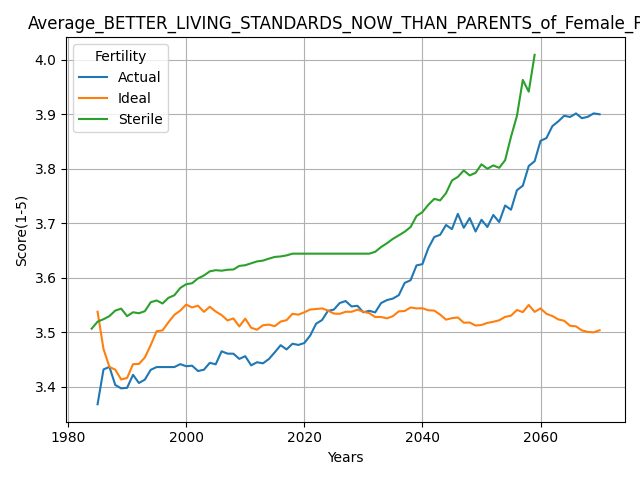 Average_BETTER_LIVING_STANDARDS_NOW_THAN_PARENTS_of_Female_
Fertility
Actual
Ideal
Sterile
4.0
3.9
3.8
3.7
3.6
3.5
3.4
Score(1-5)
1980
2000
2020
2040
2060
Years